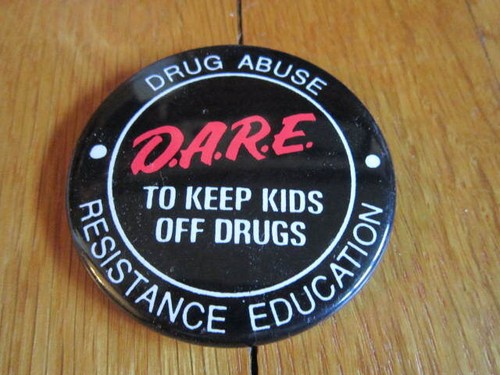 DRUG ABUSE
D.A.R.E.
TO KEEP KIDS
OFF DRUGS
RESISTANCE EDUCATION